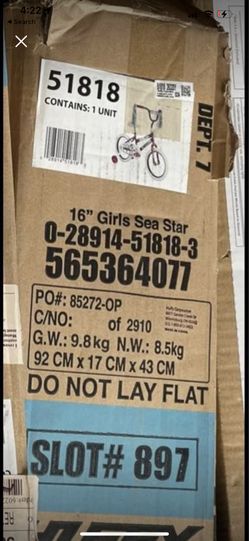 4:22
Search
51818
CONTAINS: 1 UNIT
DEPT. 7
16" Girls Sea Star
0-28914-51818-3
565364077
PO#: 85272-OP
C/NO: of 2910
G.W.: 9.8kg N.W.: 8.5kg
92 CM x 17 CM x 43 CM
DO NOT LAY FLAT
SLOT# 897